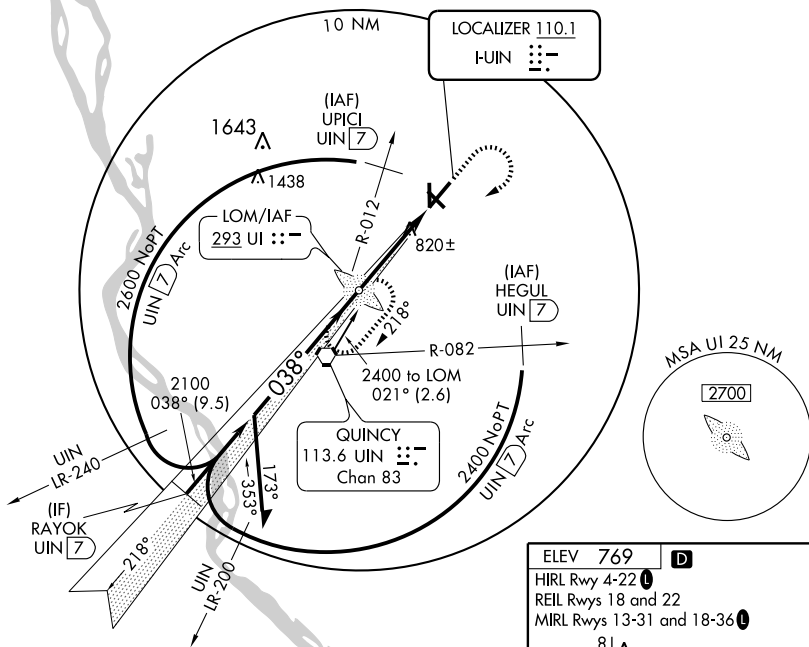 10 NM
LOCALIZER 110.1
I-UIN
(IAF)
UPICI
UIN 7
1643
1438
R-012
LOM/IAF
293 UI
820±
2600 NoPT
UIN 7 Arc
(IAF)
HEGUL
UIN 7
218°
R-082
038°
2400 to LOM
021° (2.6)
MSA UI 25 NM
2700
2100
038° (9.5)
QUINCY
113.6 UIN
Chan 83
2400 NoPT
UIN 7 Arc
UIN
LR-240
173°
353°
(IF)
RAYOK
UIN 7
218°
UIN
LR-200
ELEV 769 D
HIRL Rwy 4-22 L
REIL Rwys 18 and 22
MIRL Rwys 13-31 and 18-36 L